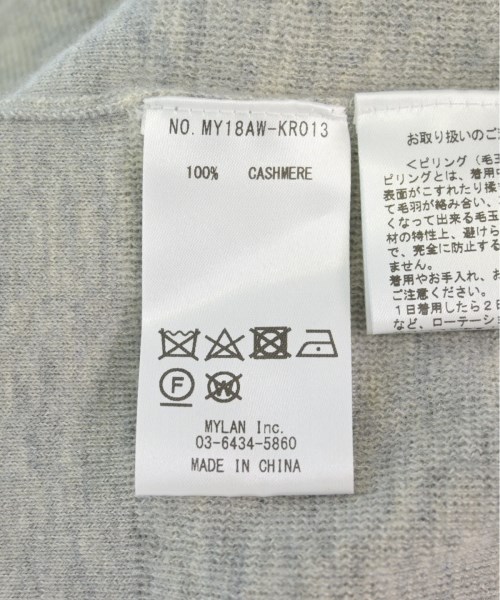 NO. MY18AW-KR013
100% CASHMERE
F
W
MYLAN Inc.
03-6434-5860
MADE IN CHINA
お取り扱いのご
<ピリング(毛玉
ピリングとは、着用中
表面がこすれたり揉
て毛羽が絡み合い、
くなって出来る毛玉
材の特性上、避けら
で、完全に防止する
ません。
着用やお手入れ、お
ご注意ください。
1日着用したら2日
など、ローテーショ